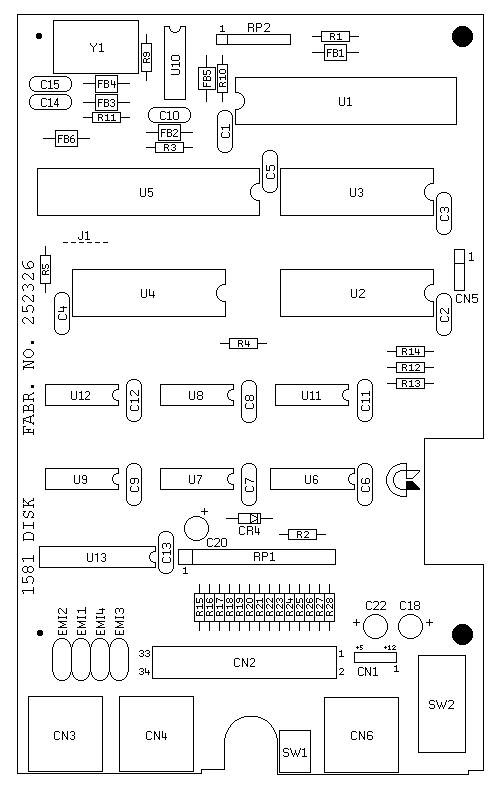 1 RP2
R1
FB1
Y1
R9
U10
FB5
R10
C15
FB4
C14
FB3
R11
C10
FB2
R3
FB6
C1
U1
C5
U5
U3
C3
J1
R5
1
CN5
U4
C4
U2
C2
R4
R14
R12
R13
FABR. NO. 252326
U12
C12
U8
C8
U11
C11
U9
C9
U7
C7
U6
C6
+
C20
CR4
R2
1581 DISK
U13
C13
1
RP1
R15 R16 R17 R18 R19 R20 R21 R22 R23 R24 R25 R26 R27 R28
C22 C18
+ +
EMI2 EMI1 EMI4 EMI3
33 CN2 1
34 2
+5 +12
CN1 1
SW2
CN3
CN4
SW1
CN6